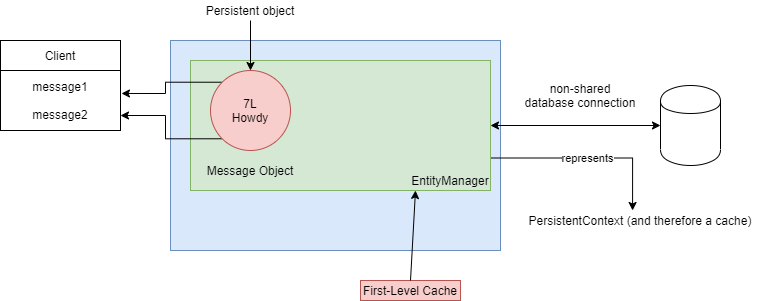 Persistent object
Client
message1
message2
7L
Howdy
Message Object
EntityManager
non-shared
database connection
represents
PersistentContext (and therefore a cache)
First-Level Cache